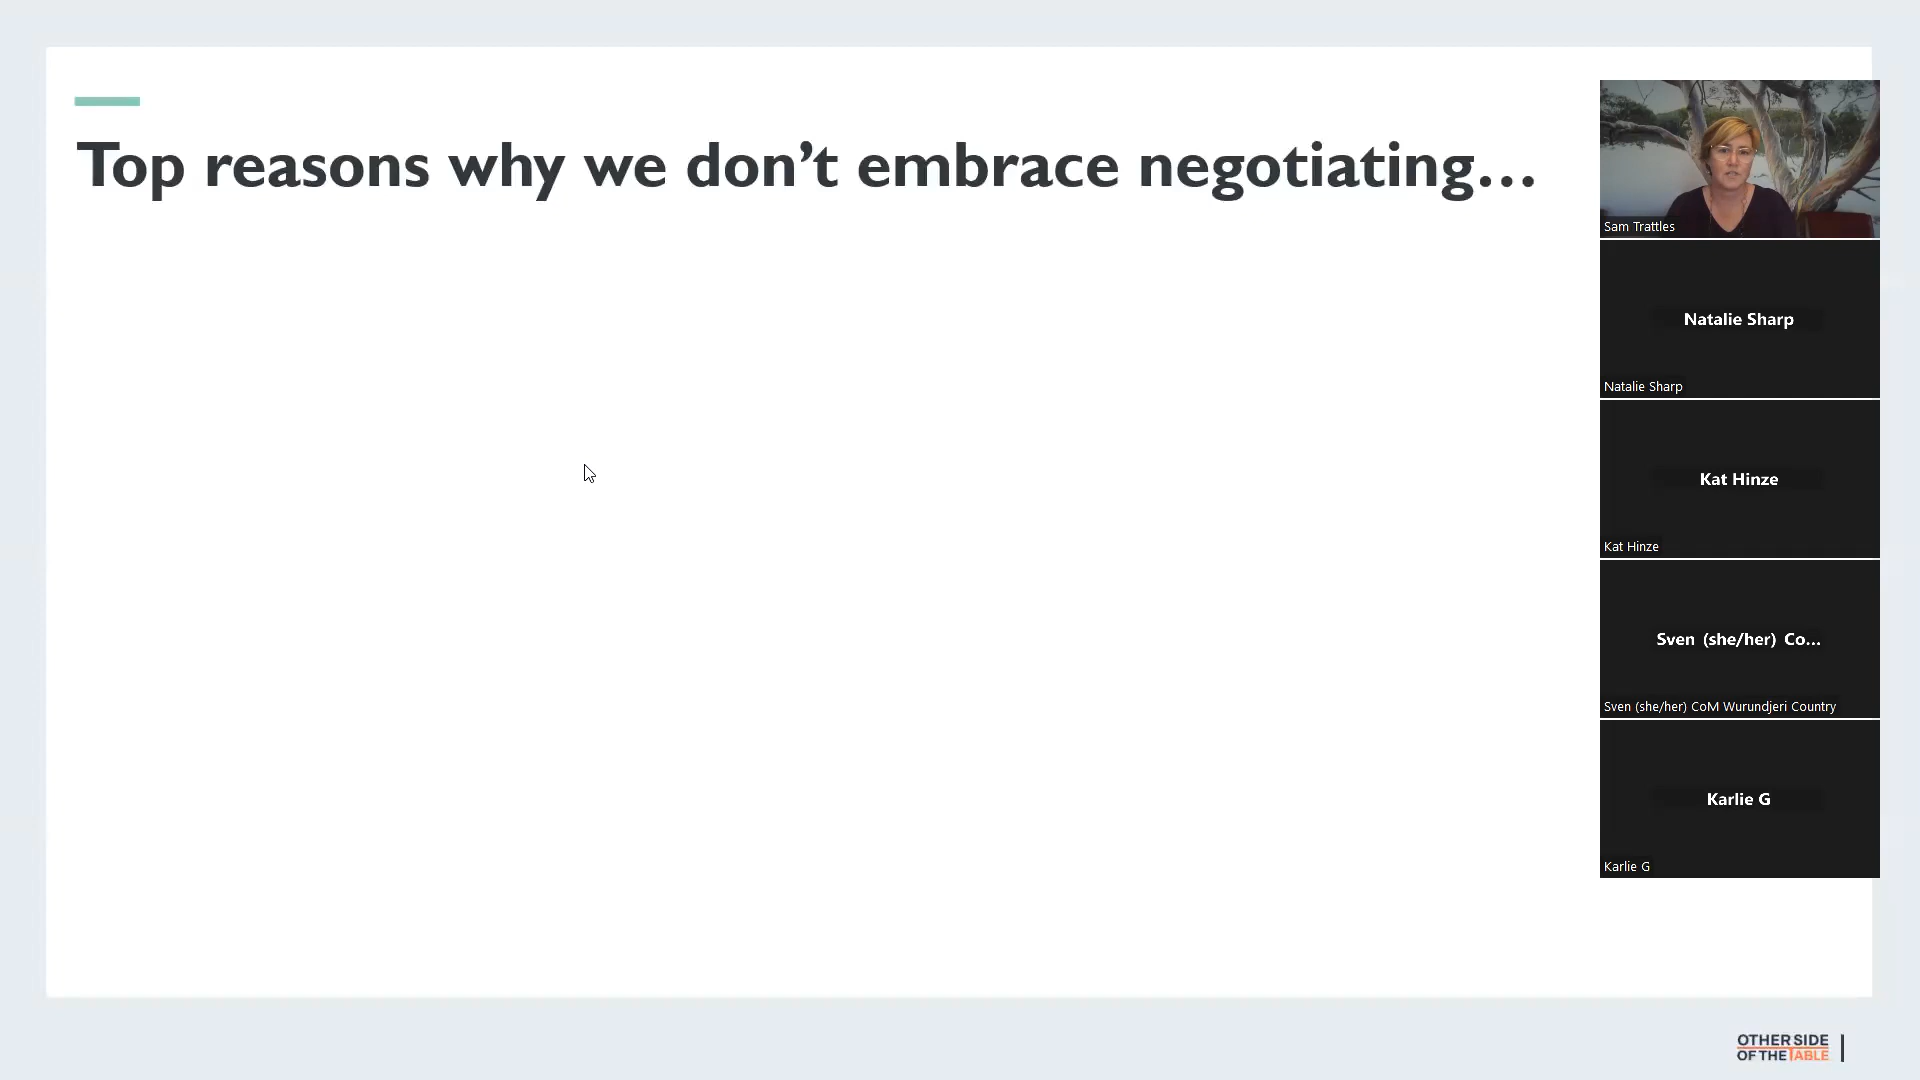 Top reasons why we don’t embrace negotiating…
Sam Trattles
Natalie Sharp
Natalie Sharp
Kat Hinze
Kat Hinze
Sven (she/her) Co...
Sven (she/her) CoM Wurundjeri Country
Karlie G
Karlie G
OTHER SIDE
OF THE TABLE